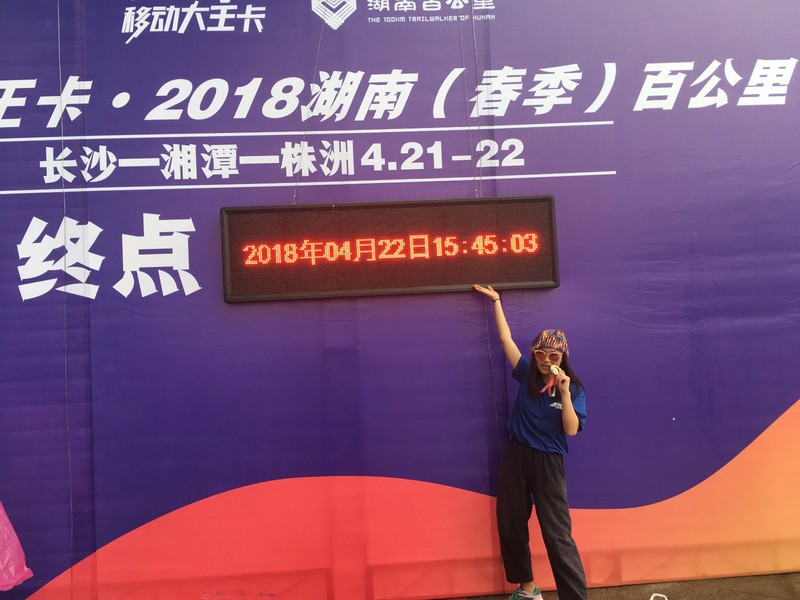 移动大王卡
湖南百公里
THE 100KM TRAILWALKER OF HUNAN
王卡·2018湖南（春季）百公里
长沙—湘潭—株洲4.21-22
终点
2018年04月22日15:45:03